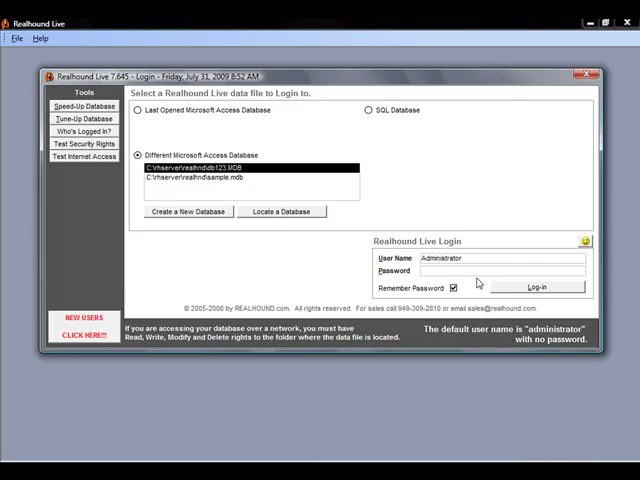 Realhound Live
File Help
Realhound Live 7.645 - Login - Friday, July 31, 2009 8:52 AM
Tools
Speed-Up Database
Tune-Up Database
Who's Logged In?
Test Security Rights
Test Internet Access
Select a Realhound Live data file to Login to.
Last Opened Microsoft Access Database
SQL Database
Different Microsoft Access Database
C:\rhserver\realhnd\db123.MDB
C:\rhserver\realhnd\sample.mdb
Create a New Database
Locate a Database
Realhound Live Login
User Name Administrator
Password
Remember Password
Log-in
© 2005-2008 by REALHOUND.com. All rights reserved. For sales call 949-309-2810 or email sales@realhound.com.
NEW USERS
CLICK HERE!!!
If you are accessing your database over a network, you must have
Read, Write, Modify and Delete rights to the folder where the data file is located.
The default user name is "administrator"
with no password.